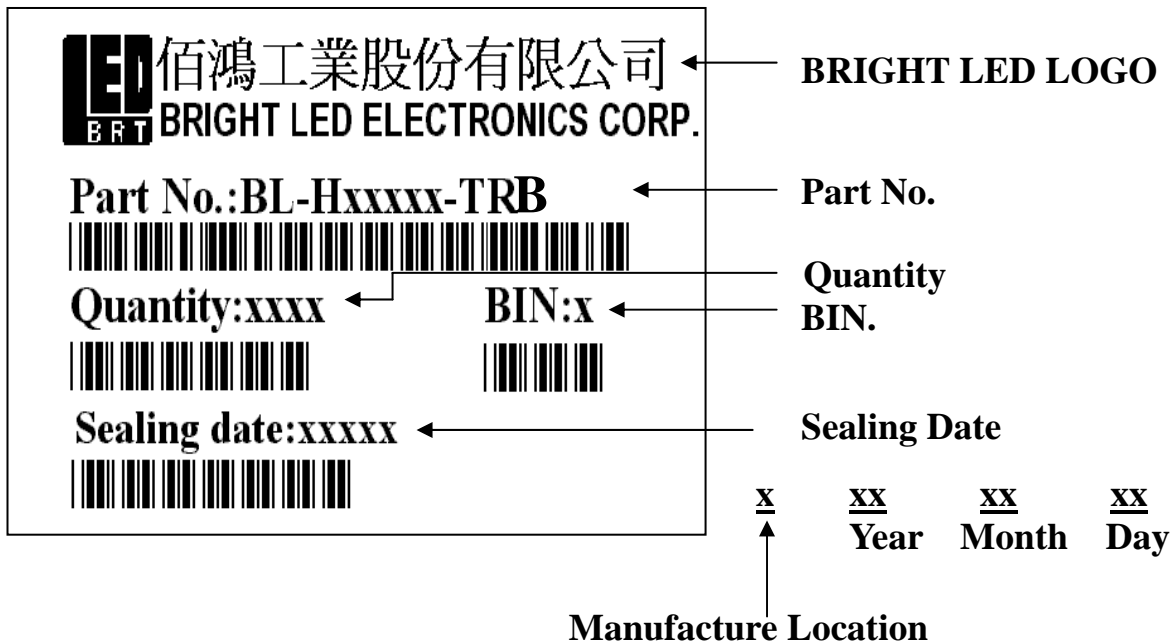 LED
BRT
佰鴻工業股份有限公司
BRIGHT LED ELECTRONICS CORP.
BRIGHT LED LOGO
Part No.:BL-Hxxxxx-TRB
Part No.
Quantity:xxxx
BIN:x
Quantity
BIN.
Sealing date:xxxxx
Sealing Date
x xx xx xx
Year Month Day
Manufacture Location